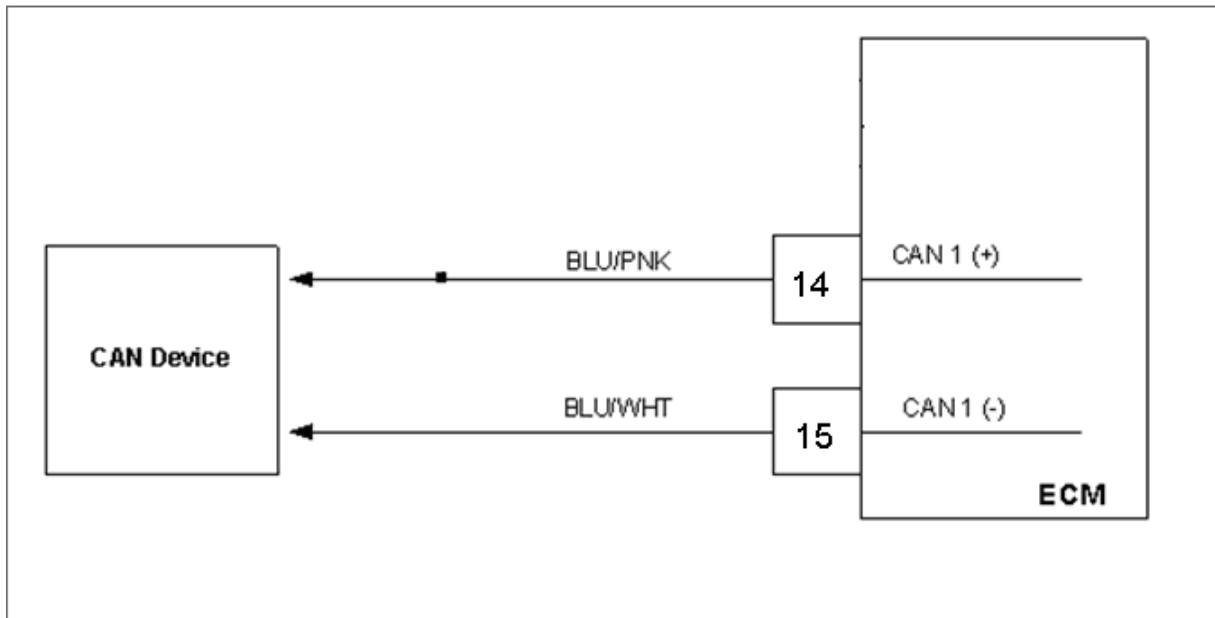 BLU/PNK
14
CAN 1 (+)
CAN Device
BLU/WHT
15
CAN 1 (-)
ECM